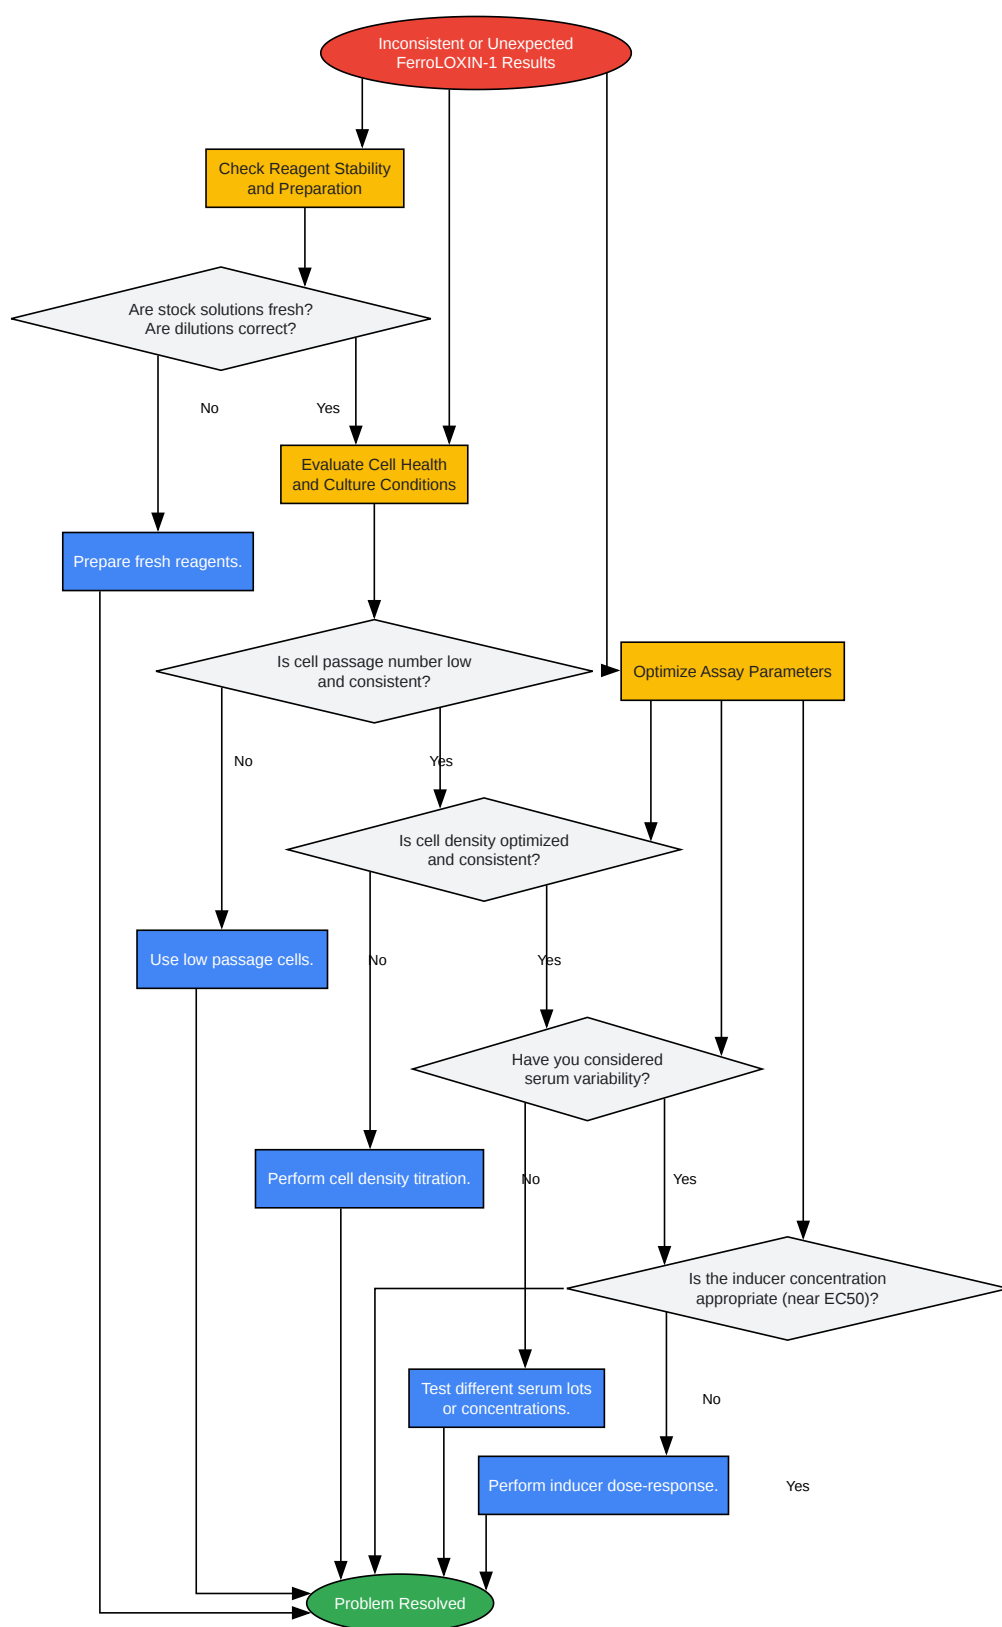 Inconsistent or Unexpected
FerroLOXIN-1 Results
Check Reagent Stability
and Preparation
Are stock solutions fresh?
Are dilutions correct?
No
Yes
Evaluate Cell Health
and Culture Conditions
Prepare fresh reagents.
Is cell passage number low
and consistent?
Optimize Assay Parameters
No
Yes
Is cell density optimized
and consistent?
Use low passage cells.
No
Yes
Have you considered
serum variability?
Perform cell density titration.
No
Yes
Is the inducer concentration
appropriate (near EC50)?
Test different serum lots
or concentrations.
No
Perform inducer dose-response.
Yes
Problem Resolved